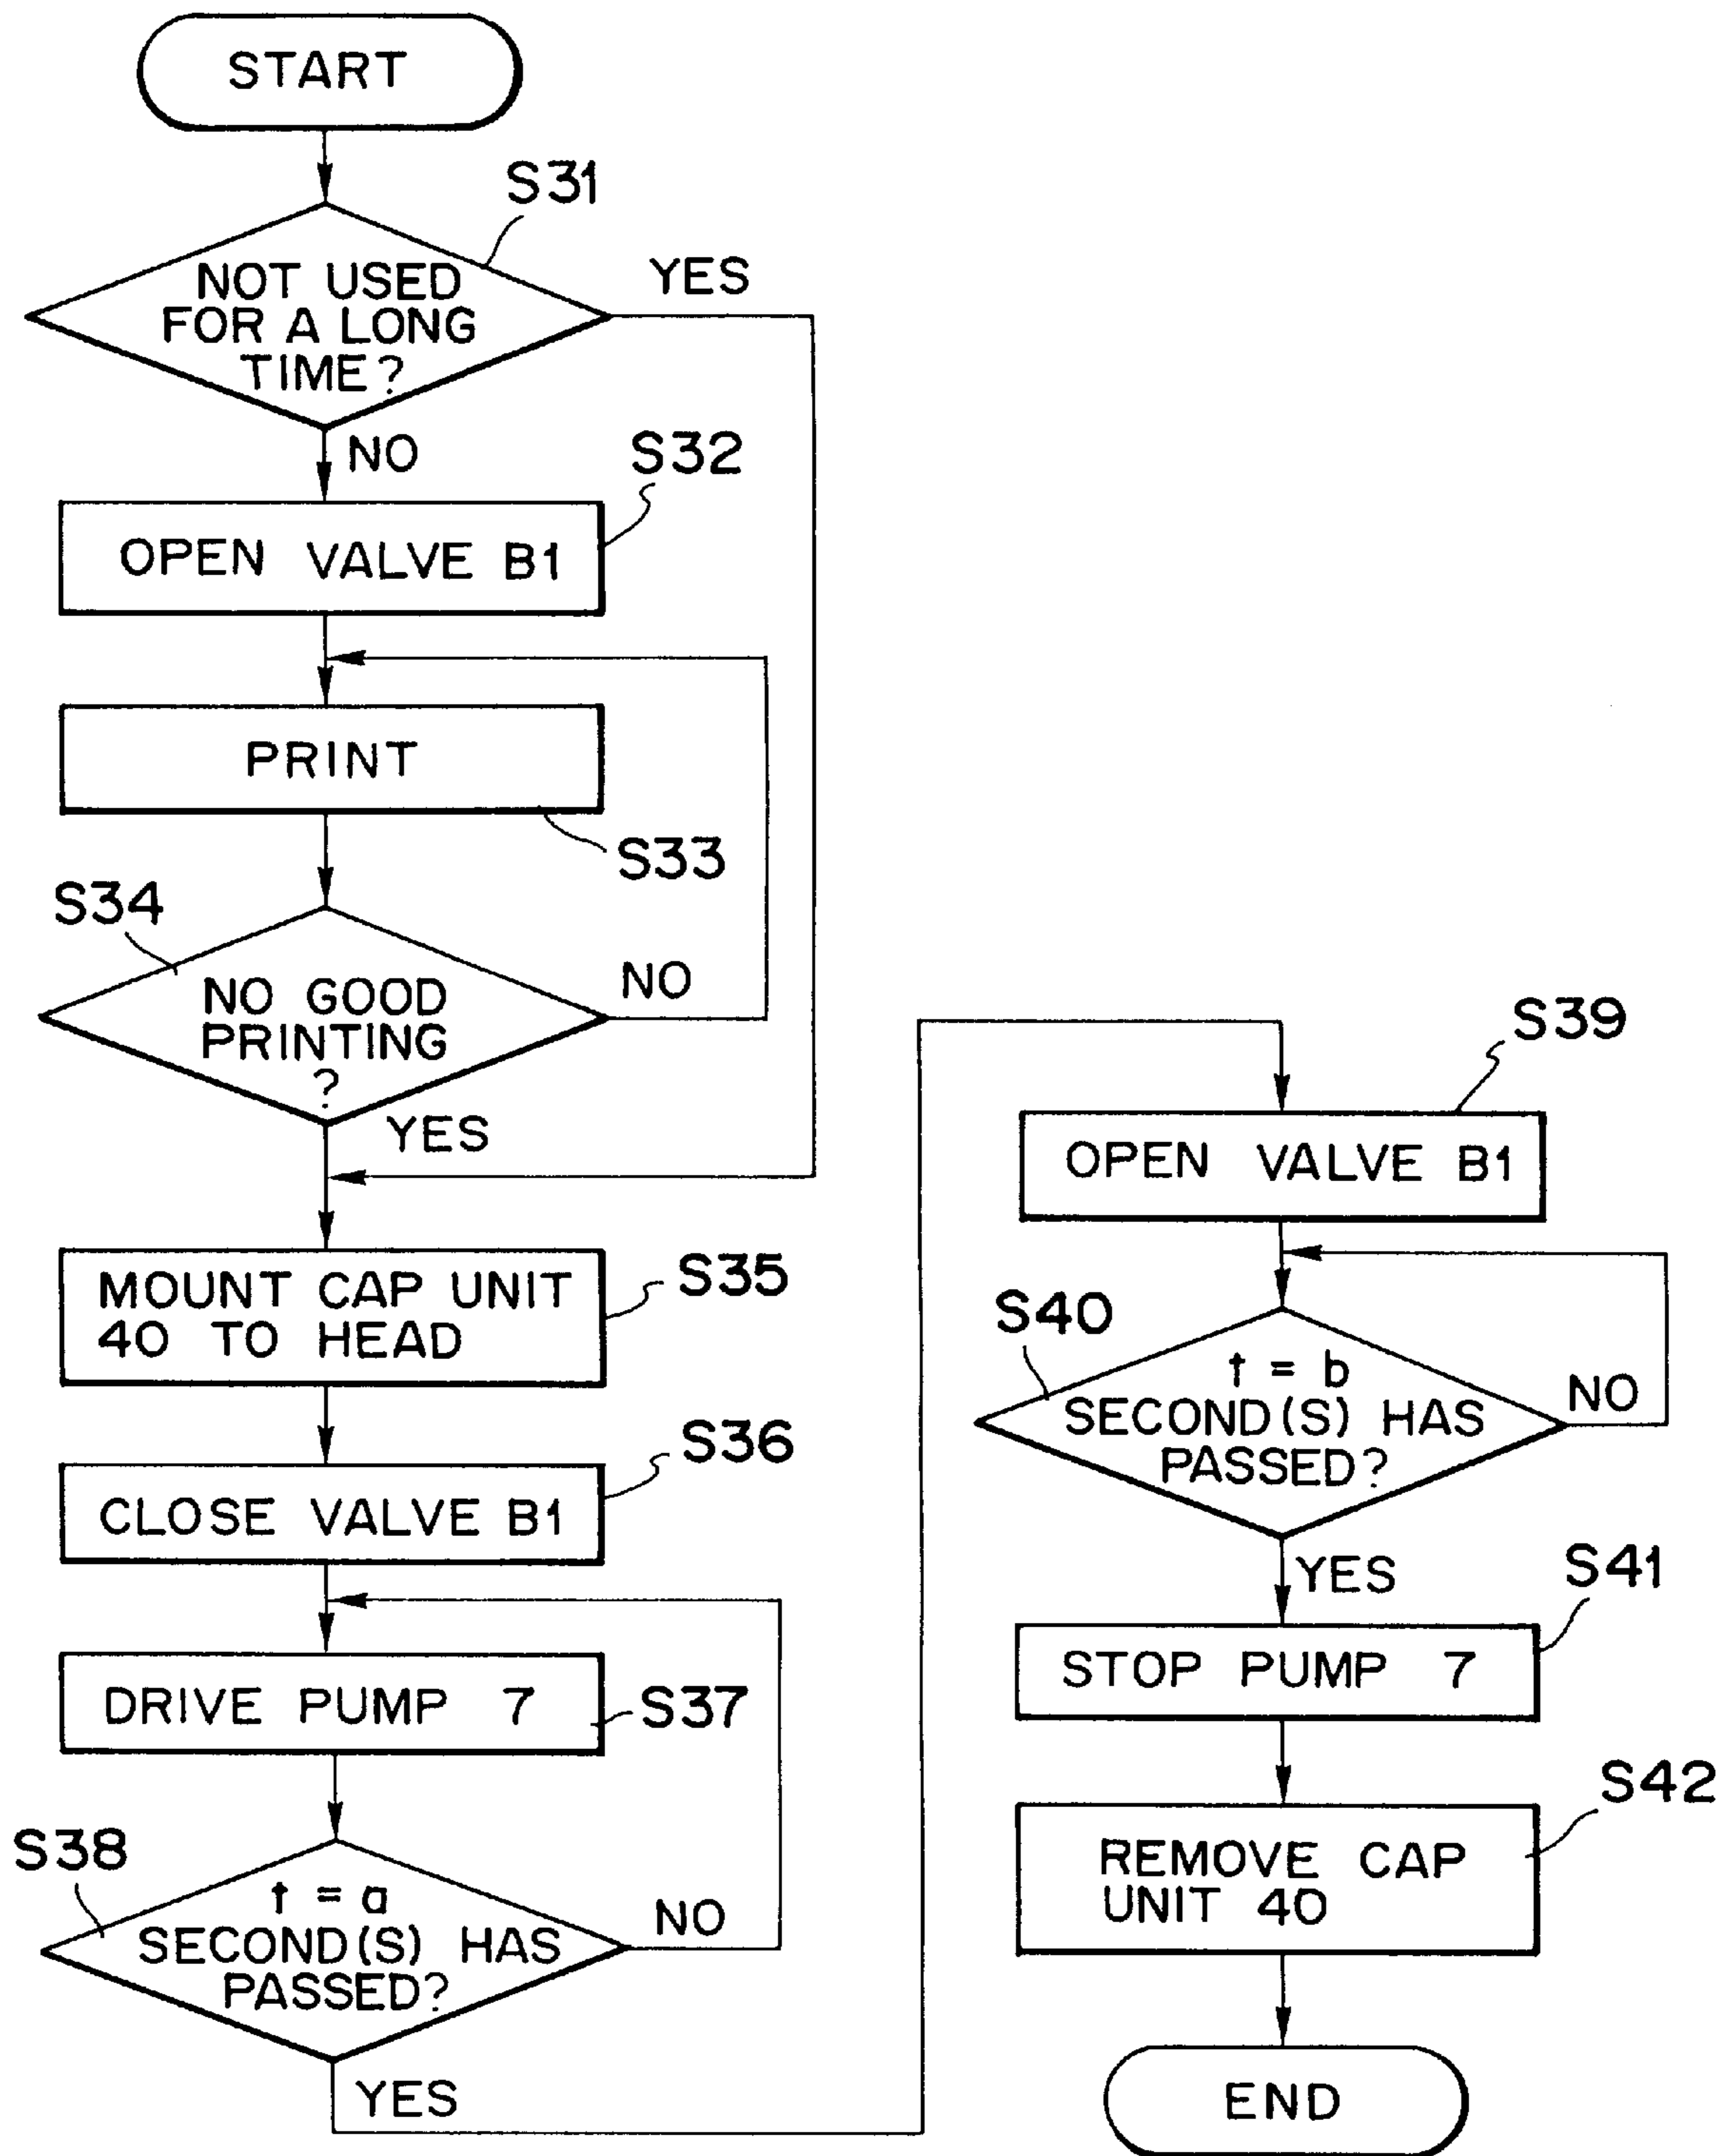 START
S31
NOT USED
FOR A LONG
TIME?
YES
NO
S32
OPEN VALVE B1
PRINT
S33
S34
NO GOOD
PRINTING
?
NO
YES
MOUNT CAP UNIT
40 TO HEAD
S35
S36
CLOSE VALVE B1
DRIVE PUMP 7
S37
S38
t = a
SECOND(S) HAS
PASSED?
NO
YES
S39
OPEN VALVE B1
S40
t = b
SECOND(S) HAS
PASSED?
NO
YES
S41
STOP PUMP 7
S42
REMOVE CAP
UNIT 40
END